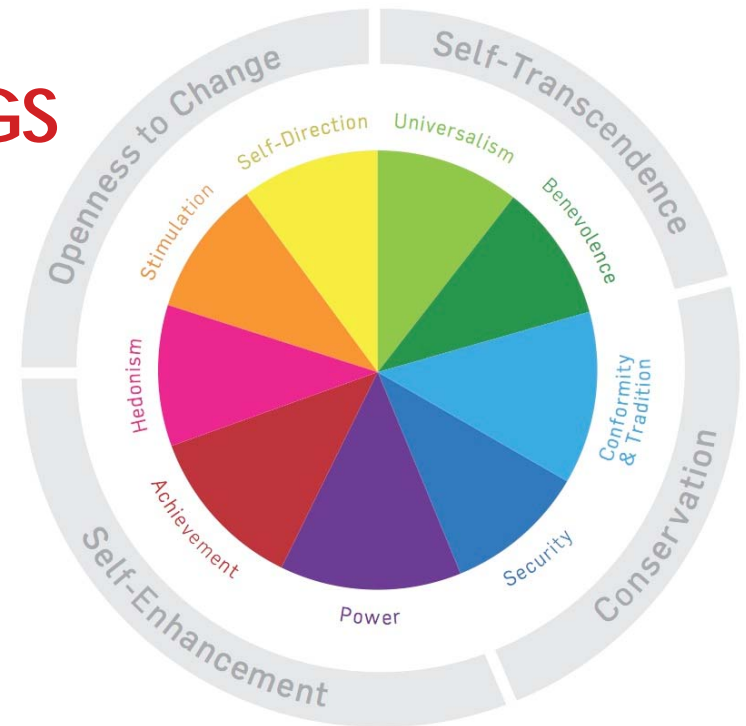 GS
Openness to Change
Self-Transcendence
Conservation
Self-Enhancement
Self-Direction
Universalism
Benevolence
Conformity
& Tradition
Security
Power
Achievement
Hedonism
Stimulation